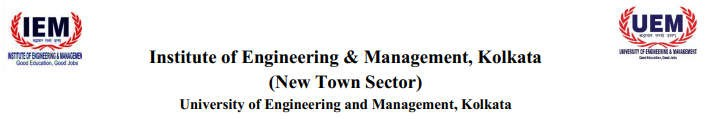 IEM
INSTITUTE OF ENGINEERING & MANAGEMENT
Good Education, Good Jobs
UEM
UNIVERSITY OF ENGINEERING & MANAGEMENT
Good Education, Good Jobs
Institute of Engineering & Management, Kolkata
(New Town Sector)
University of Engineering and Management, Kolkata